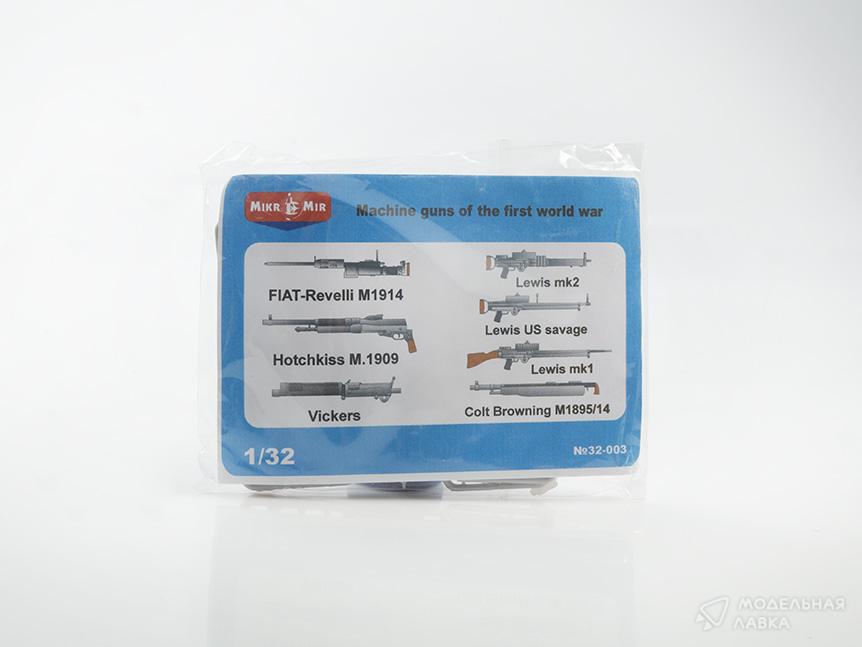 MIKR MIR
Machine guns of the first world war
FIAT-Revelli M1914
Hotchkiss M.1909
Vickers
Lewis mk2
Lewis US savage
Lewis mk1
Colt Browning M1895/14
1/32
№32-003
МОДЕЛЬНАЯ
ЛАВКА